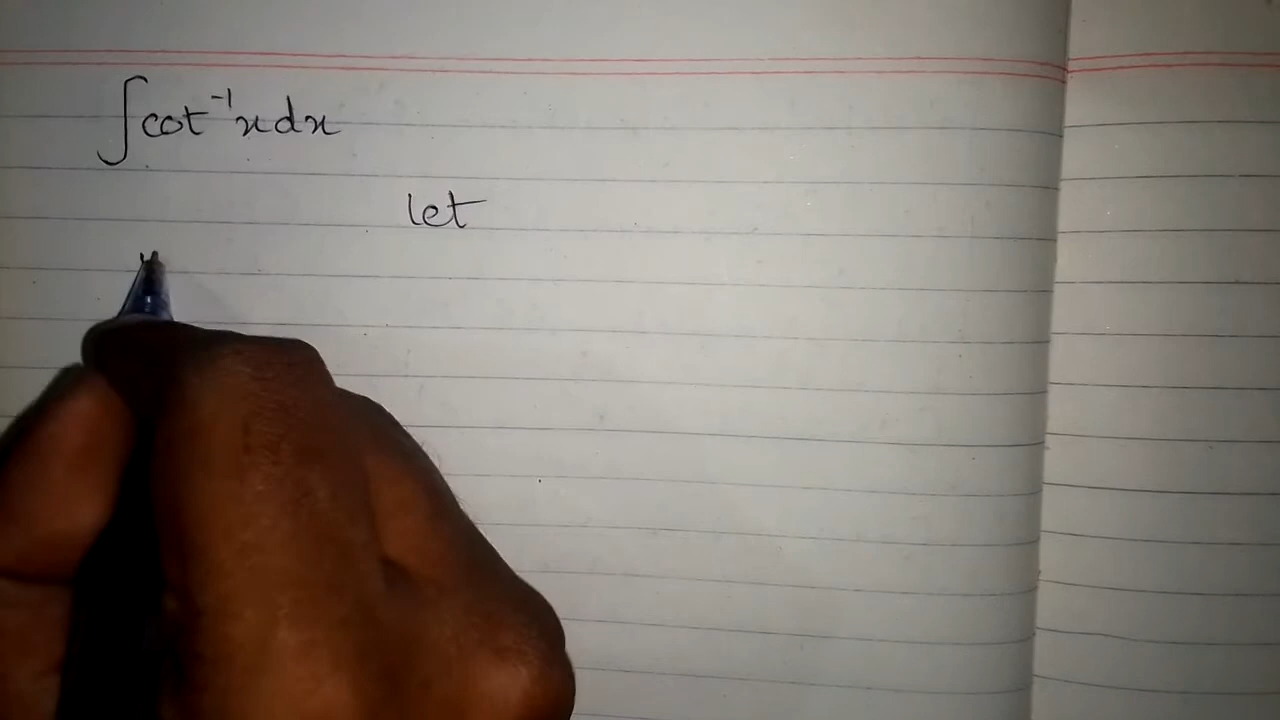 ∫cot⁻¹x dx
let